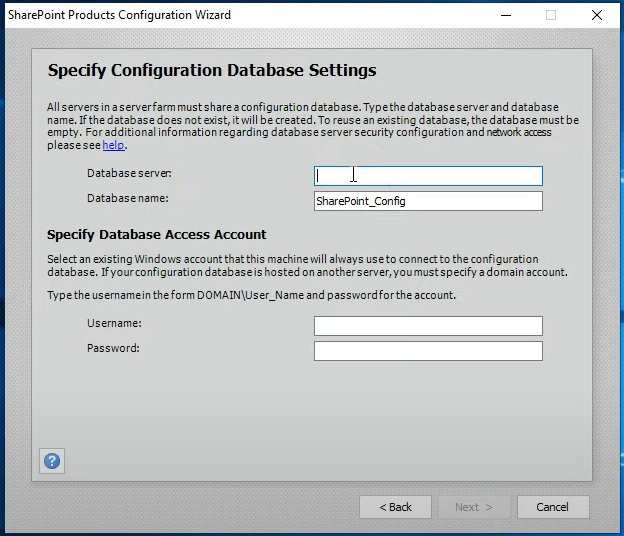 SharePoint Products Configuration Wizard
Specify Configuration Database Settings
All servers in a server farm must share a configuration database. Type the database server and database
name. If the database does not exist, it will be created. To reuse an existing database, the database must be
empty. For additional information regarding database server security configuration and network access
please see help.
Database server:
Database name:
SharePoint_Config
Specify Database Access Account
Select an existing Windows account that this machine will always use to connect to the configuration
database. If your configuration database is hosted on another server, you must specify a domain account.
Type the username in the form DOMAIN\User_Name and password for the account.
Username:
Password:
?
< Back
Next >
Cancel